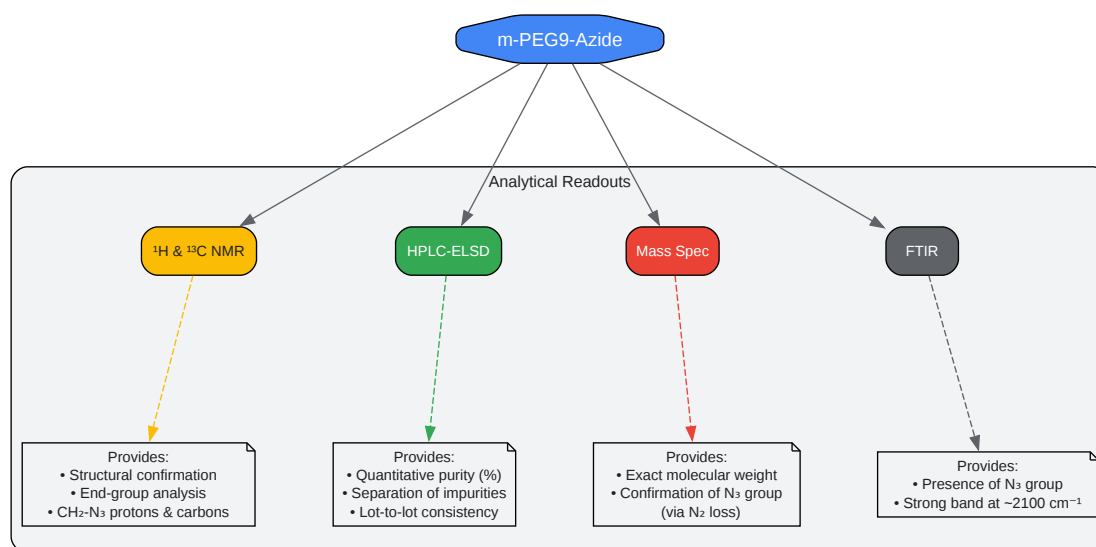 m-PEG9-Azide
Analytical Readouts
¹H & ¹³C NMR
HPLC-ELSD
Mass Spec
FTIR
Provides:
• Structural confirmation
• End-group analysis
• CH₂-N₃ protons & carbons
Provides:
• Quantitative purity (%)
• Separation of impurities
• Lot-to-lot consistency
Provides:
• Exact molecular weight
• Confirmation of N₃ group
(via N₂ loss)
Provides:
• Presence of N₃ group
• Strong band at ~2100 cm⁻¹